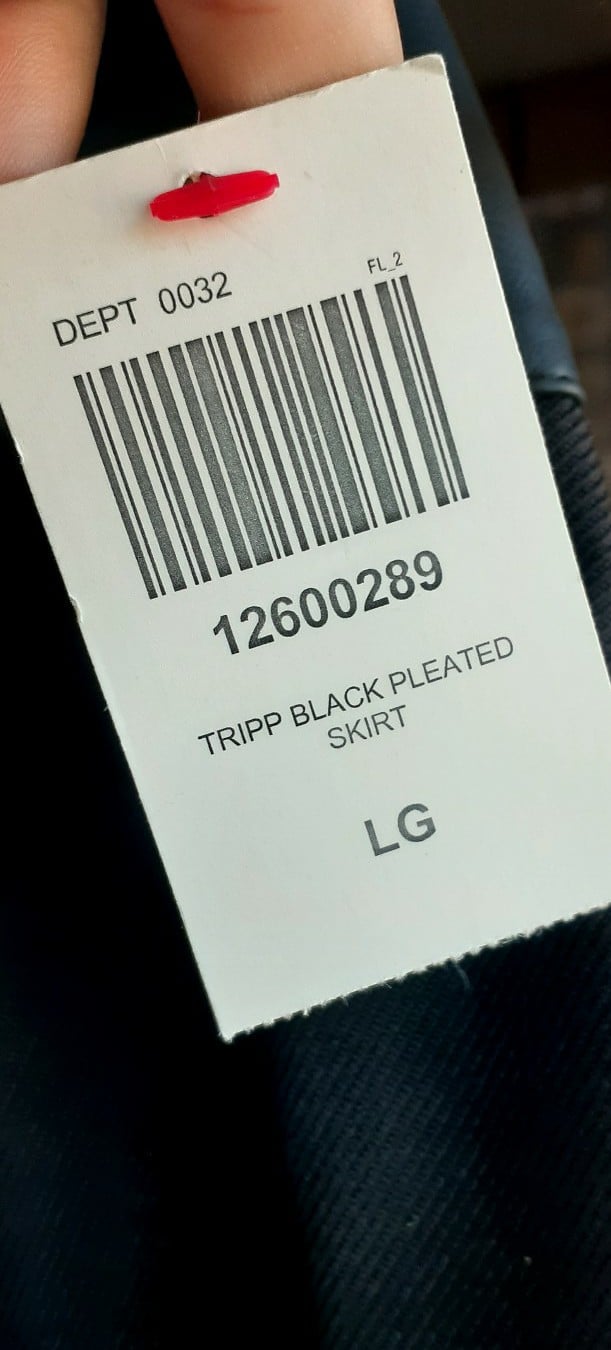 DEPT 0032
FL_2
12600289
TRIPP BLACK PLEATED
SKIRT
LG